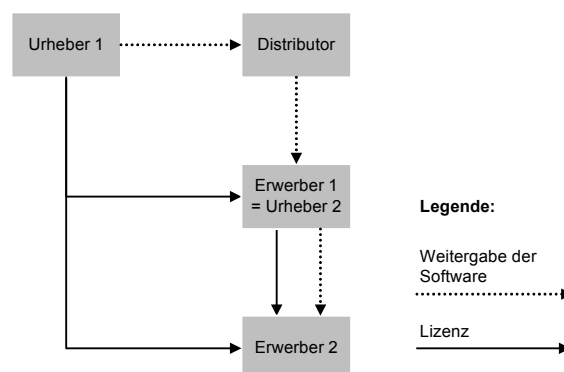 Urheber 1
Distributor
Erwerber 1
= Urheber 2
Legende:
Weitergabe der
Software
Lizenz
Erwerber 2